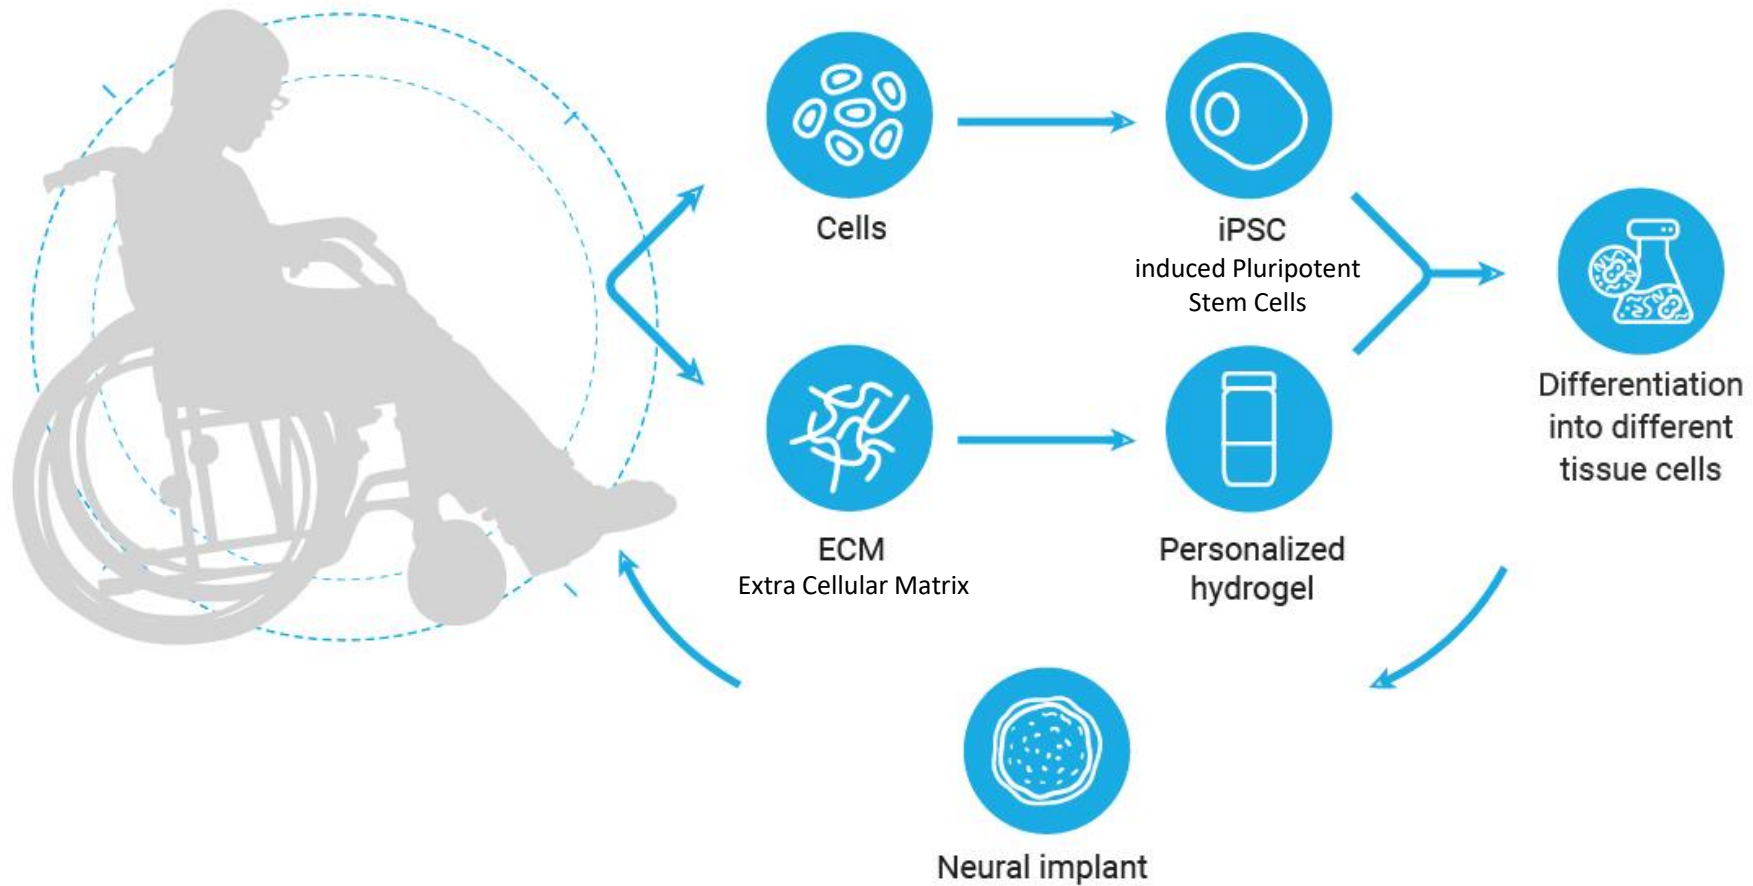 Cells
iPSC
induced Pluripotent
Stem Cells
Differentiation
into different
tissue cells
ECM
Extra Cellular Matrix
Personalized
hydrogel
Neural implant